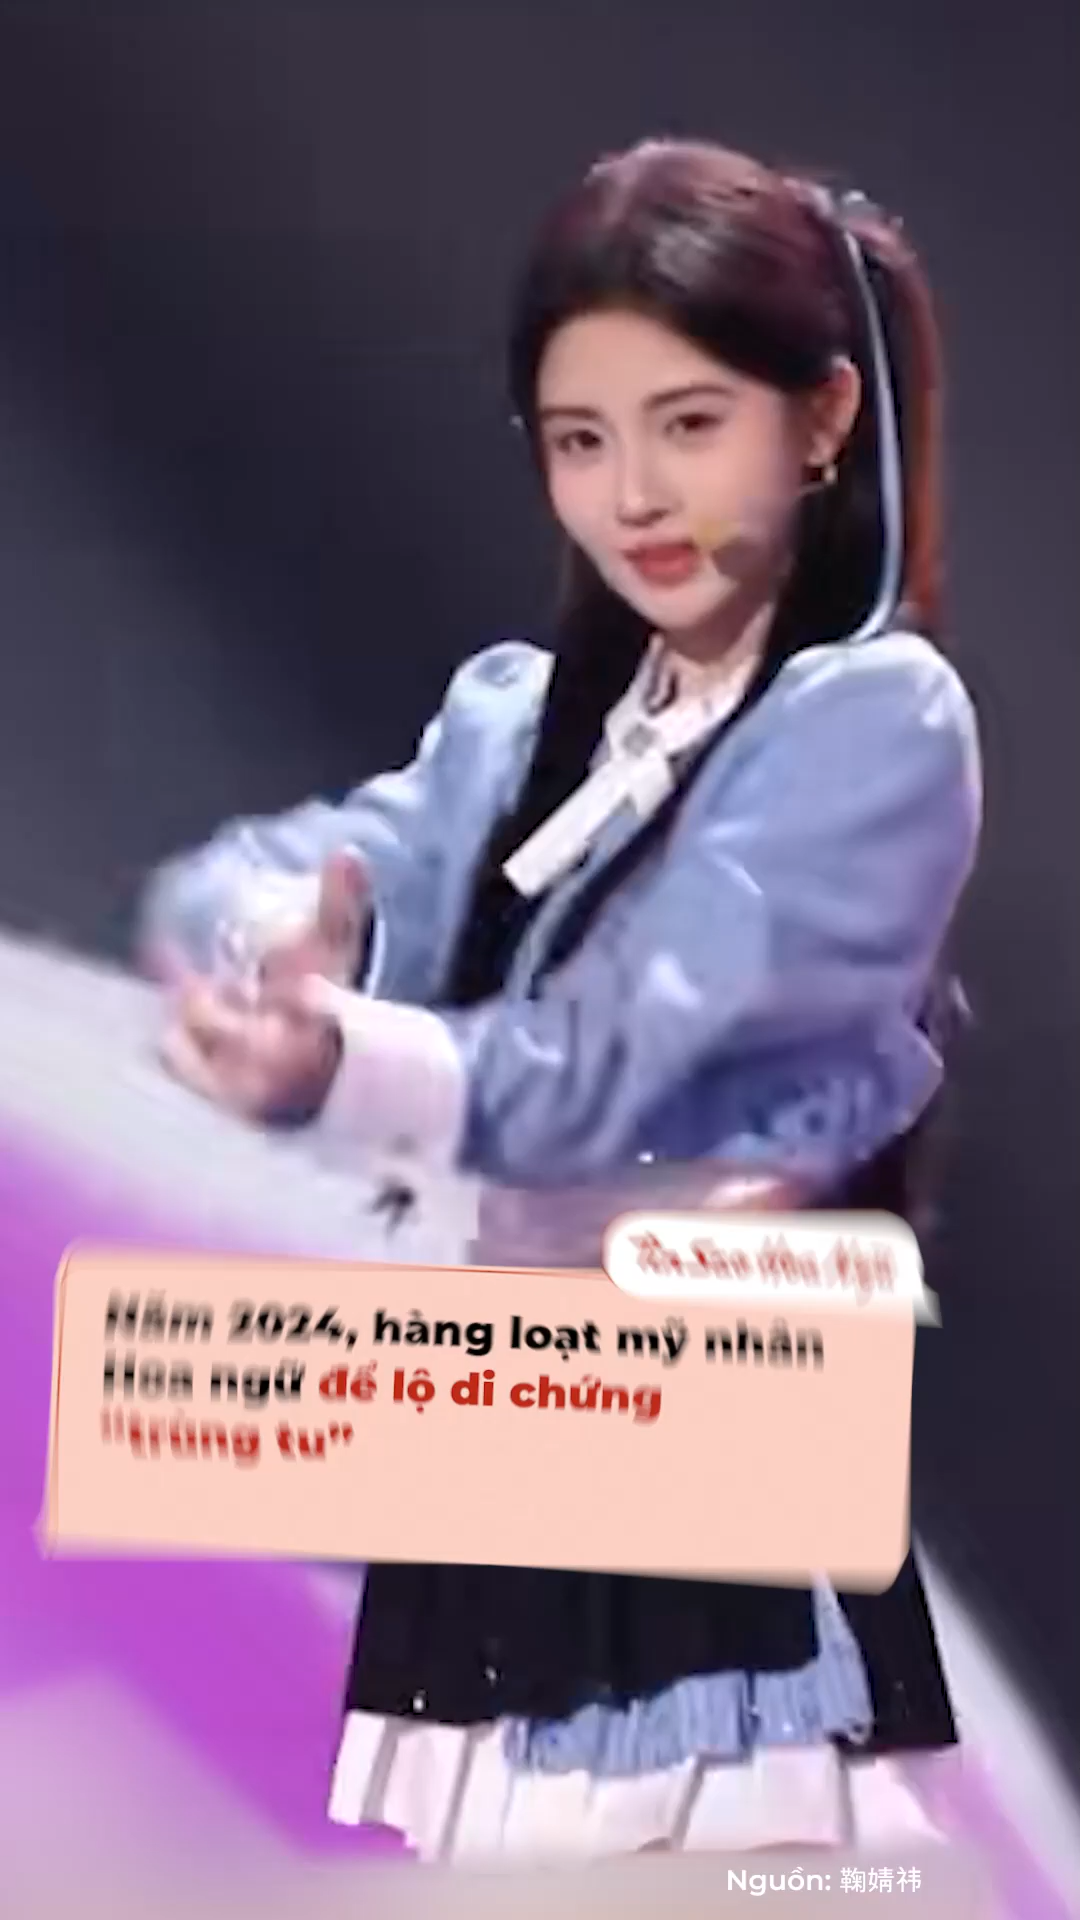 Năm 2024, hàng loạt mỹ nhân
Hoa ngữ để lộ di chứng
"trùng tu"
Nguồn: 鞠婧祎